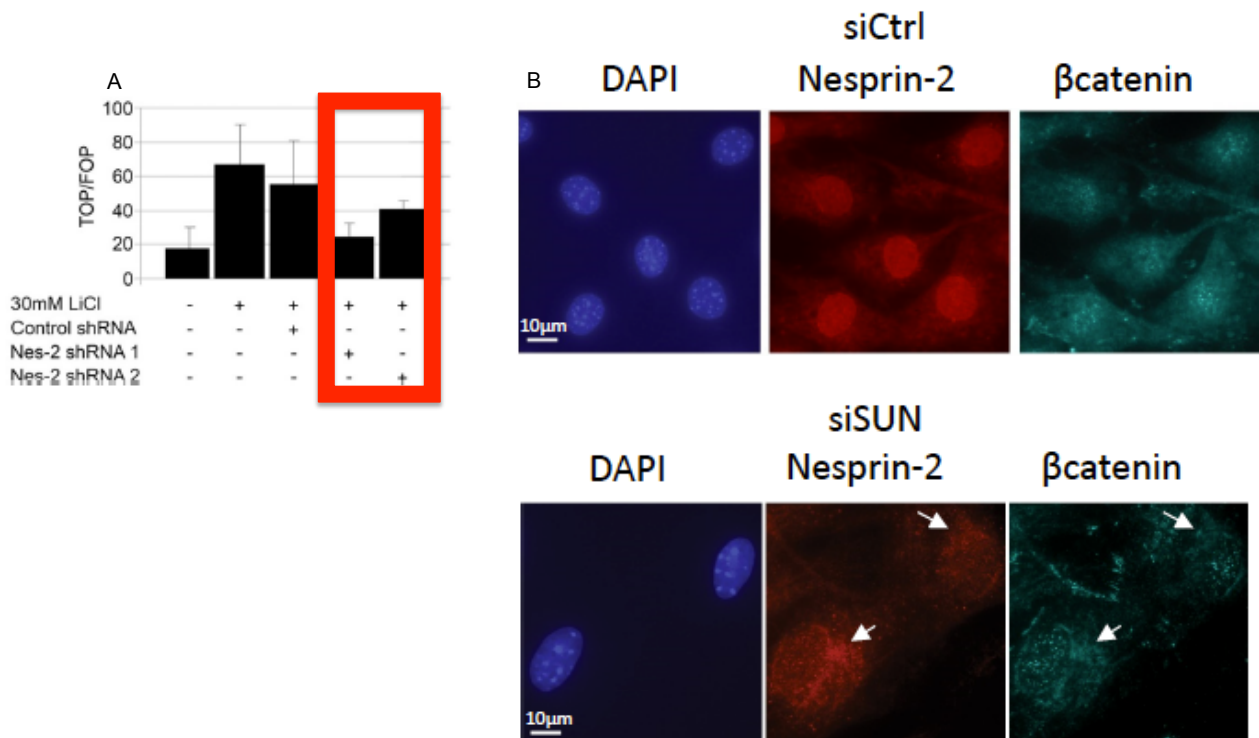 A
100
80
60
40
20
0
TOP/FOP
30mM LiCl - + + + +
Control shRNA - - + - -
Nes-2 shRNA 1 - - - + -
Nes-2 shRNA 2 - - - - +
siCtrl
B DAPI Nesprin-2 βcatenin
10μm
siSUN
DAPI Nesprin-2 βcatenin
10μm